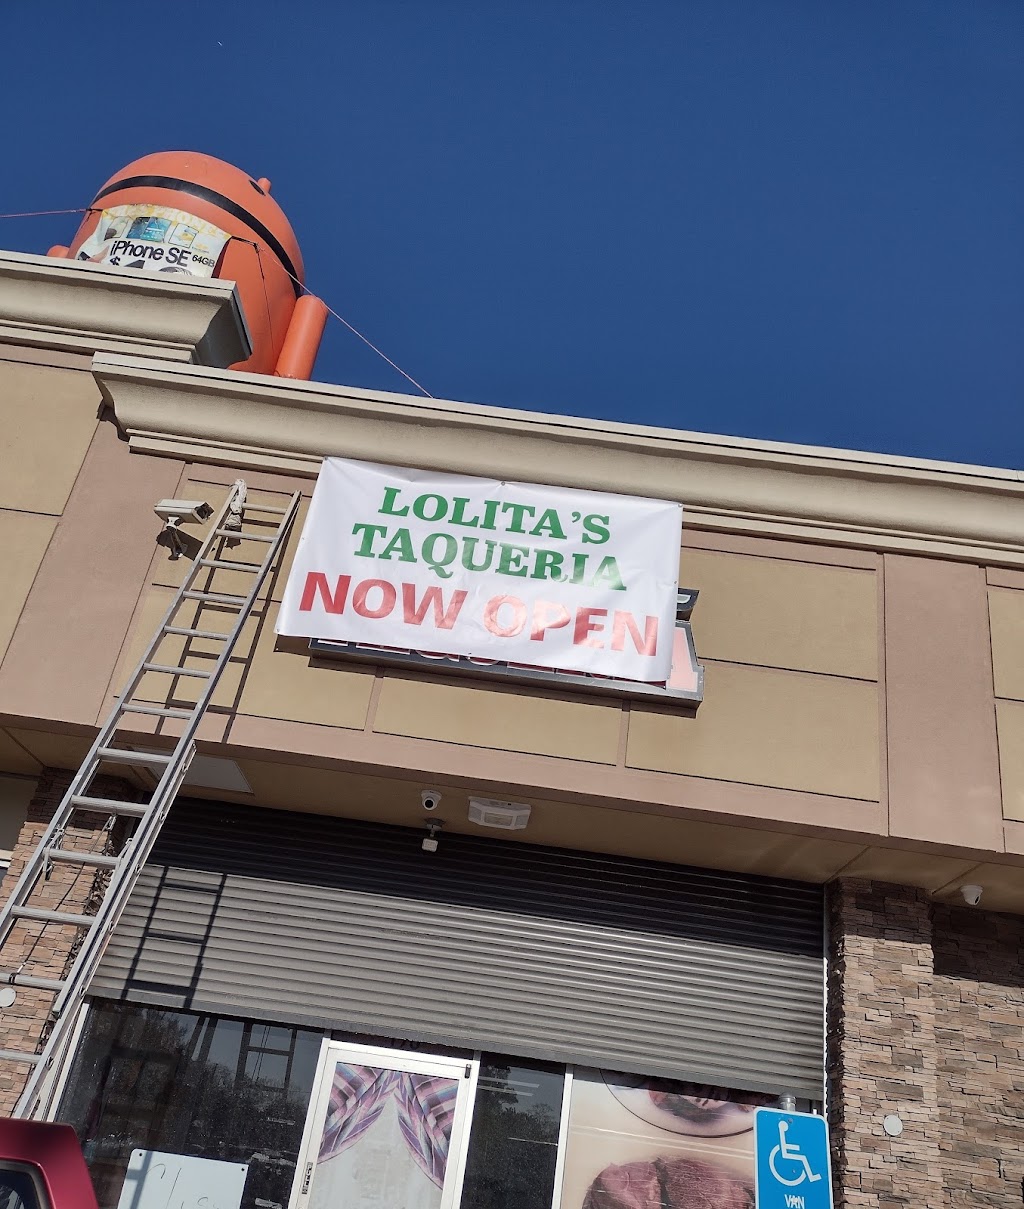 iPhone SE 64GB
LOLITA'S
TAQUERIA
NOW OPEN
VAN